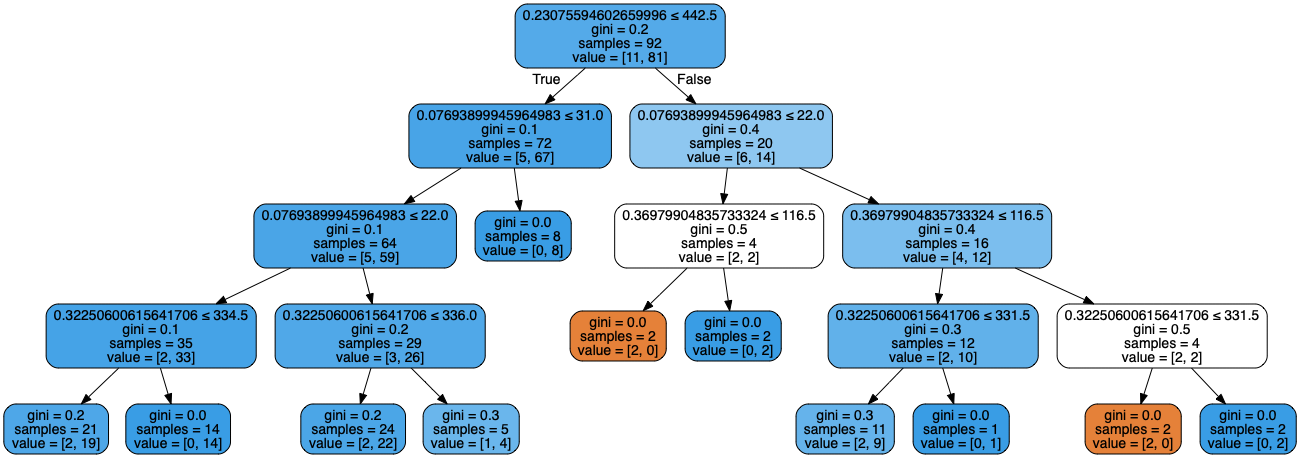 0.23075594602659996 ≤ 442.5
gini = 0.2
samples = 92
value = [11, 81]
True
False
0.07693899945964983 ≤ 31.0
gini = 0.1
samples = 72
value = [5, 67]
0.07693899945964983 ≤ 22.0
gini = 0.4
samples = 20
value = [6, 14]
0.07693899945964983 ≤ 22.0
gini = 0.1
samples = 64
value = [5, 59]
gini = 0.0
samples = 8
value = [0, 8]
0.36979904835733324 ≤ 116.5
gini = 0.5
samples = 4
value = [2, 2]
0.36979904835733324 ≤ 116.5
gini = 0.4
samples = 16
value = [4, 12]
0.32250600615641706 ≤ 334.5
gini = 0.1
samples = 35
value = [2, 33]
0.32250600615641706 ≤ 336.0
gini = 0.2
samples = 29
value = [3, 26]
gini = 0.0
samples = 2
value = [2, 0]
gini = 0.0
samples = 2
value = [0, 2]
0.32250600615641706 ≤ 331.5
gini = 0.3
samples = 12
value = [2, 10]
0.32250600615641706 ≤ 331.5
gini = 0.5
samples = 4
value = [2, 2]
gini = 0.2
samples = 21
value = [2, 19]
gini = 0.0
samples = 14
value = [0, 14]
gini = 0.2
samples = 24
value = [2, 22]
gini = 0.3
samples = 5
value = [1, 4]
gini = 0.3
samples = 11
value = [2, 9]
gini = 0.0
samples = 1
value = [0, 1]
gini = 0.0
samples = 2
value = [2, 0]
gini = 0.0
samples = 2
value = [0, 2]